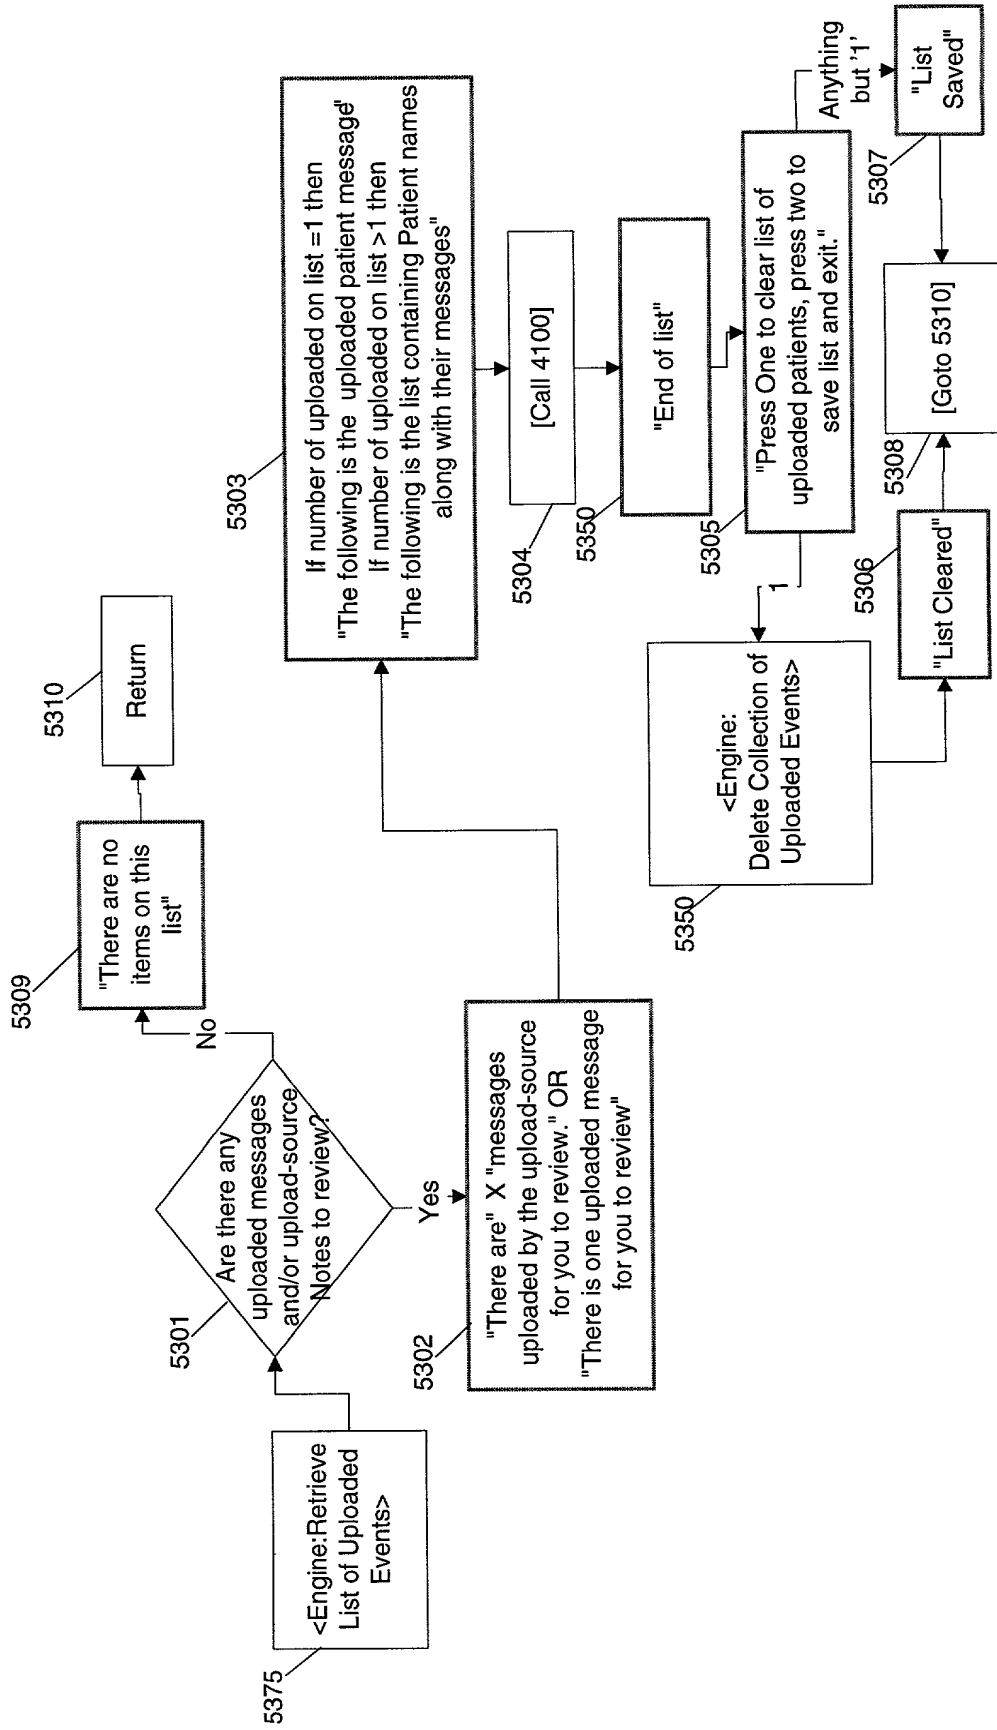 5375
<Engine:Retrieve
List of Uploaded
Events>
5301
Are there any
uploaded messages
and/or upload-source
Notes to review?
No
Yes
5309
"There are no
items on this
list"
5310
Return
5302
"There are" X "messages
uploaded by the upload-source
for you to review." OR
"There is one uploaded message
for you to review"
5303
If number of uploaded on list =1 then
"The following is the uploaded patient message"
If number of uploaded on list >1 then
"The following is the list containing Patient names
along with their messages"
5304
[Call 4100]
5350
"End of list"
5305
"Press One to clear list of
uploaded patients, press two to
save list and exit."
1
Anything
but '1'
5350
<Engine:
Delete Collection of
Uploaded Events>
5306
"List Cleared"
5307
"List
Saved"
5308
[Goto 5310]